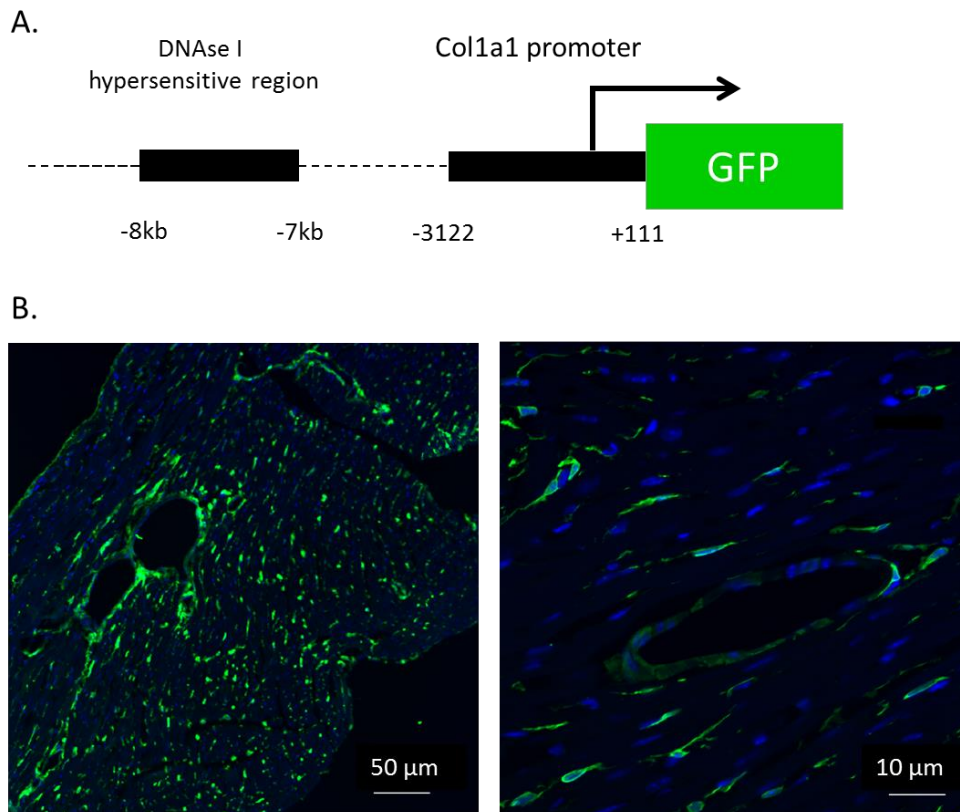 A.
DNAse I
hypersensitive region
Col1a1 promoter
GFP
-8kb
-7kb
-3122
+111
B.
50 µm
10 µm